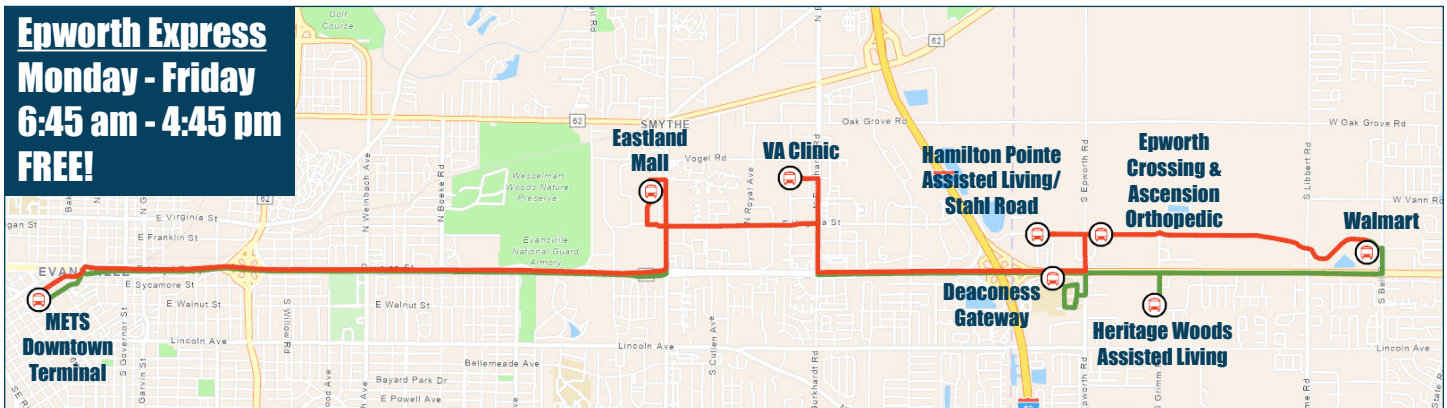 Epworth Express
Monday - Friday
6:45 am - 4:45 pm
FREE!
Golf
Course
62
62
62
SMYTHE
Oak Grove Rd
W Oak Grove Rd
Eastland
Mall
Vogel Rd
VA Clinic
Hamilton Pointe
Assisted Living/
Stahl Road
Epworth
Crossing &
Ascension
Orthopedic
Walmart
N Weinbach Ave
N Boeke Rd
Wesselman
Woods Nature
Preserve
N Royal Ave
S Epworth Rd
S Libbert Rd
W Vann Rd
E Virginia St
E Franklin St
Evansville
National Guard
Armory
Division St
E Sycamore St
E Walnut St
E Walnut St
METS
Downtown
Terminal
S Governor St
Garvin St
S Willow Rd
Lincoln Ave
Lincoln Ave
Lincoln Ave
Bellemeade Ave
Bayard Park Dr
E Powell Ave
S Cullen Ave
Burkhardt Rd
Deaconess
Gateway
Heritage Woods
Assisted Living
S Grimm Rd